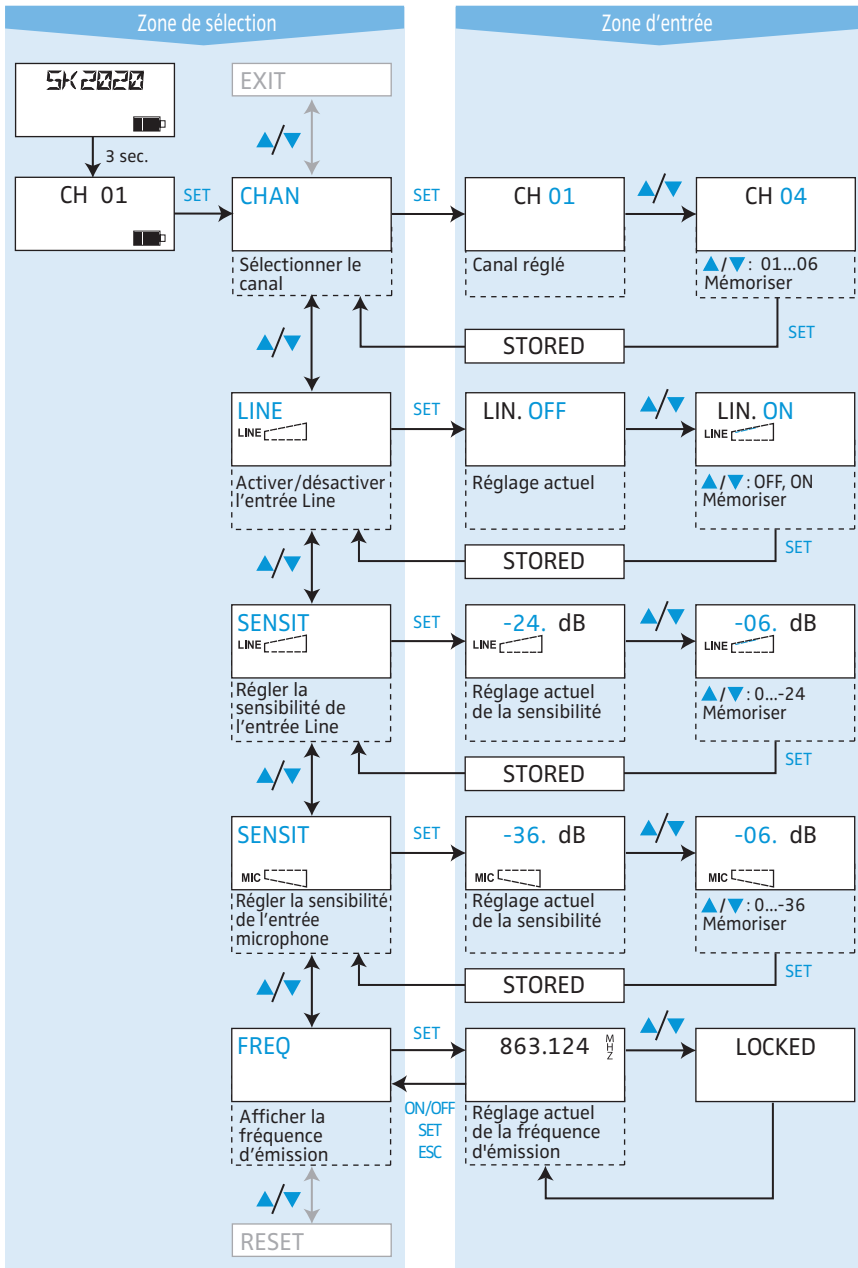 Zone de sélection
Zone d'entrée
SK2020
EXIT
▲/▼
3 sec.
CH 01
SET
CHAN
SET
CH 01
▲/▼
CH 04
Sélectionner le
canal
Canal réglé
▲/▼: 01...06
Mémoriser
▲/▼
STORED
SET
LINE
LINE
SET
LIN. OFF
▲/▼
LIN. ON
LINE
Activer/désactiver
l'entrée Line
Réglage actuel
▲/▼: OFF, ON
Mémoriser
▲/▼
STORED
SET
SENSIT
LINE
SET
-24. dB
LINE
▲/▼
-06. dB
LINE
Régler la
sensibilité de
l'entrée Line
Réglage actuel
de la sensibilité
▲/▼: 0...-24
Mémoriser
▲/▼
STORED
SET
SENSIT
MIC
SET
-36. dB
MIC
▲/▼
-06. dB
MIC
Régler la sensibilité
de l'entrée
microphone
Réglage actuel
de la sensibilité
▲/▼: 0...-36
Mémoriser
▲/▼
STORED
SET
FREQ
SET
863.124 MHZ
▲/▼
LOCKED
ON/OFF
SET
ESC
Afficher la
fréquence
d'émission
Réglage actuel
de la fréquence
d'émission
▲/▼
RESET